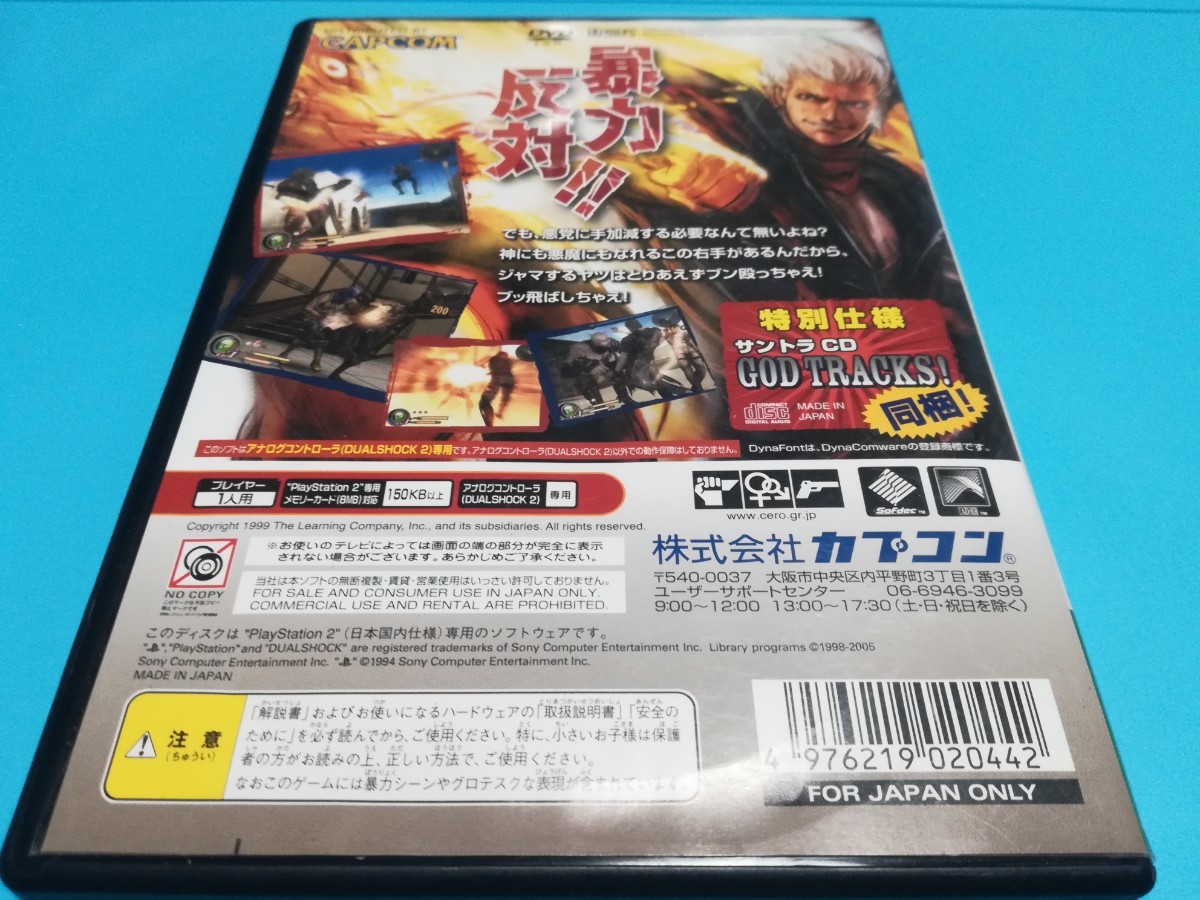 CAPCOM
暴力
反対!!
でも、悪党に手加減する必要なんて無いよね?
神にも悪魔にもなれるこの右手があるんだから、
ジャマするヤツはとりあえずブン殴っちゃえ!
ブッ飛ばしちゃえ!
200
特別仕様
サントラ CD
GOD TRACKS!
COMPACT
disc
DIGITAL AUDIO
MADE IN
JAPAN
同梱!
このソフトはアナログコントローラ(DUALSHOCK 2)専用です。アナログコントローラ(DUALSHOCK 2)以外での動作保障はしておりません。
DynaFontは、DynaComwareの登録商標です。
プレイヤー
1人用
"PlayStation 2"専用
メモリーカード(8MB)対応
150KB以上
アナログコントローラ
(DUALSHOCK 2)
専用
www.cero.gr.jp
Sofdec
Copyright 1999 The Learning Company, Inc., and its subsidiaries. All rights reserved.
NO COPY
※お使いのテレビによっては画面の端の部分が完全に表示
されない場合がございます。あらかじめご了承ください。
当社は本ソフトの無断複製・賃貸・営業使用はいっさい許可しておりません。
FOR SALE AND CONSUMER USE IN JAPAN ONLY.
COMMERCIAL USE AND RENTAL ARE PROHIBITED.
株式会社 カプコン®
〒540-0037 大阪市中央区内平野町3丁目1番3号
ユーザーサポートセンター 06-6946-3099
9:00~12:00 13:00~17:30(土・日・祝日を除く)
このディスクは "PlayStation 2"(日本国内仕様)専用のソフトウェアです。
" ","PlayStation" and "DUALSHOCK" are registered trademarks of Sony Computer Entertainment Inc. Library programs ©1998-2005
Sony Computer Entertainment Inc. " "©1994 Sony Computer Entertainment Inc.
MADE IN JAPAN
注意
(ちゅうい)
「解説書」およびお使いになるハードウェアの「取扱説明書」「安全の
ために」を必ず読んでから、ご使用ください。特に、小さいお子様は保護
者の方がお読みの上、正しい方法で、ご使用ください。
なおこのゲームには暴力シーンやグロテスクな表現が含まれています。
4 976219 020442
FOR JAPAN ONLY